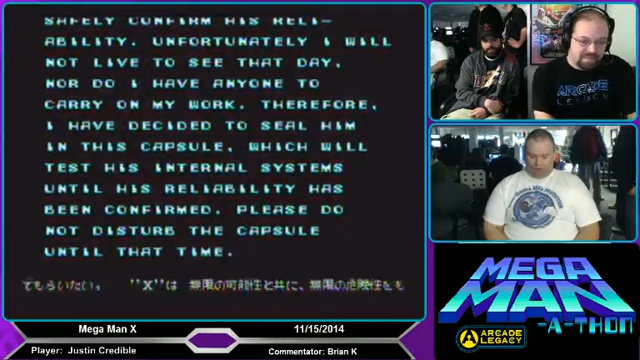 SAFELY CONFIRM HIS RELI-
ABILITY. UNFORTUNATELY, I WILL
NOT LIVE TO SEE THAT DAY,
NOR DO I HAVE ANYONE TO
CARRY ON MY WORK. THEREFORE,
I HAVE DECIDED TO SEAL HIM
IN THIS CAPSULE, WHICH WILL
TEST HIS INTERNAL SYSTEMS
UNTIL HIS RELIABILITY HAS
BEEN CONFIRMED. PLEASE DO
NOT DISTURB THE CAPSULE
UNTIL THAT TIME.
てもらいたい。 "X"は 無限の可能性と共に、無限の危険性をも
ARCADE
LEGACY
MEGA
MAN
-A-THON
ARCADE
LEGACY
Mega Man X
11/15/2014
Player: Justin Credible
Commentator: Brian K